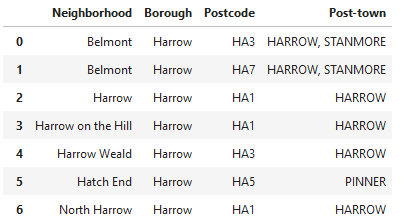 Neighborhood Borough Postcode Post-town
0 Belmont Harrow HA3 HARROW, STANMORE
1 Belmont Harrow HA7 HARROW, STANMORE
2 Harrow Harrow HA1 HARROW
3 Harrow on the Hill Harrow HA1 HARROW
4 Harrow Weald Harrow HA3 HARROW
5 Hatch End Harrow HA5 PINNER
6 North Harrow Harrow HA1 HARROW